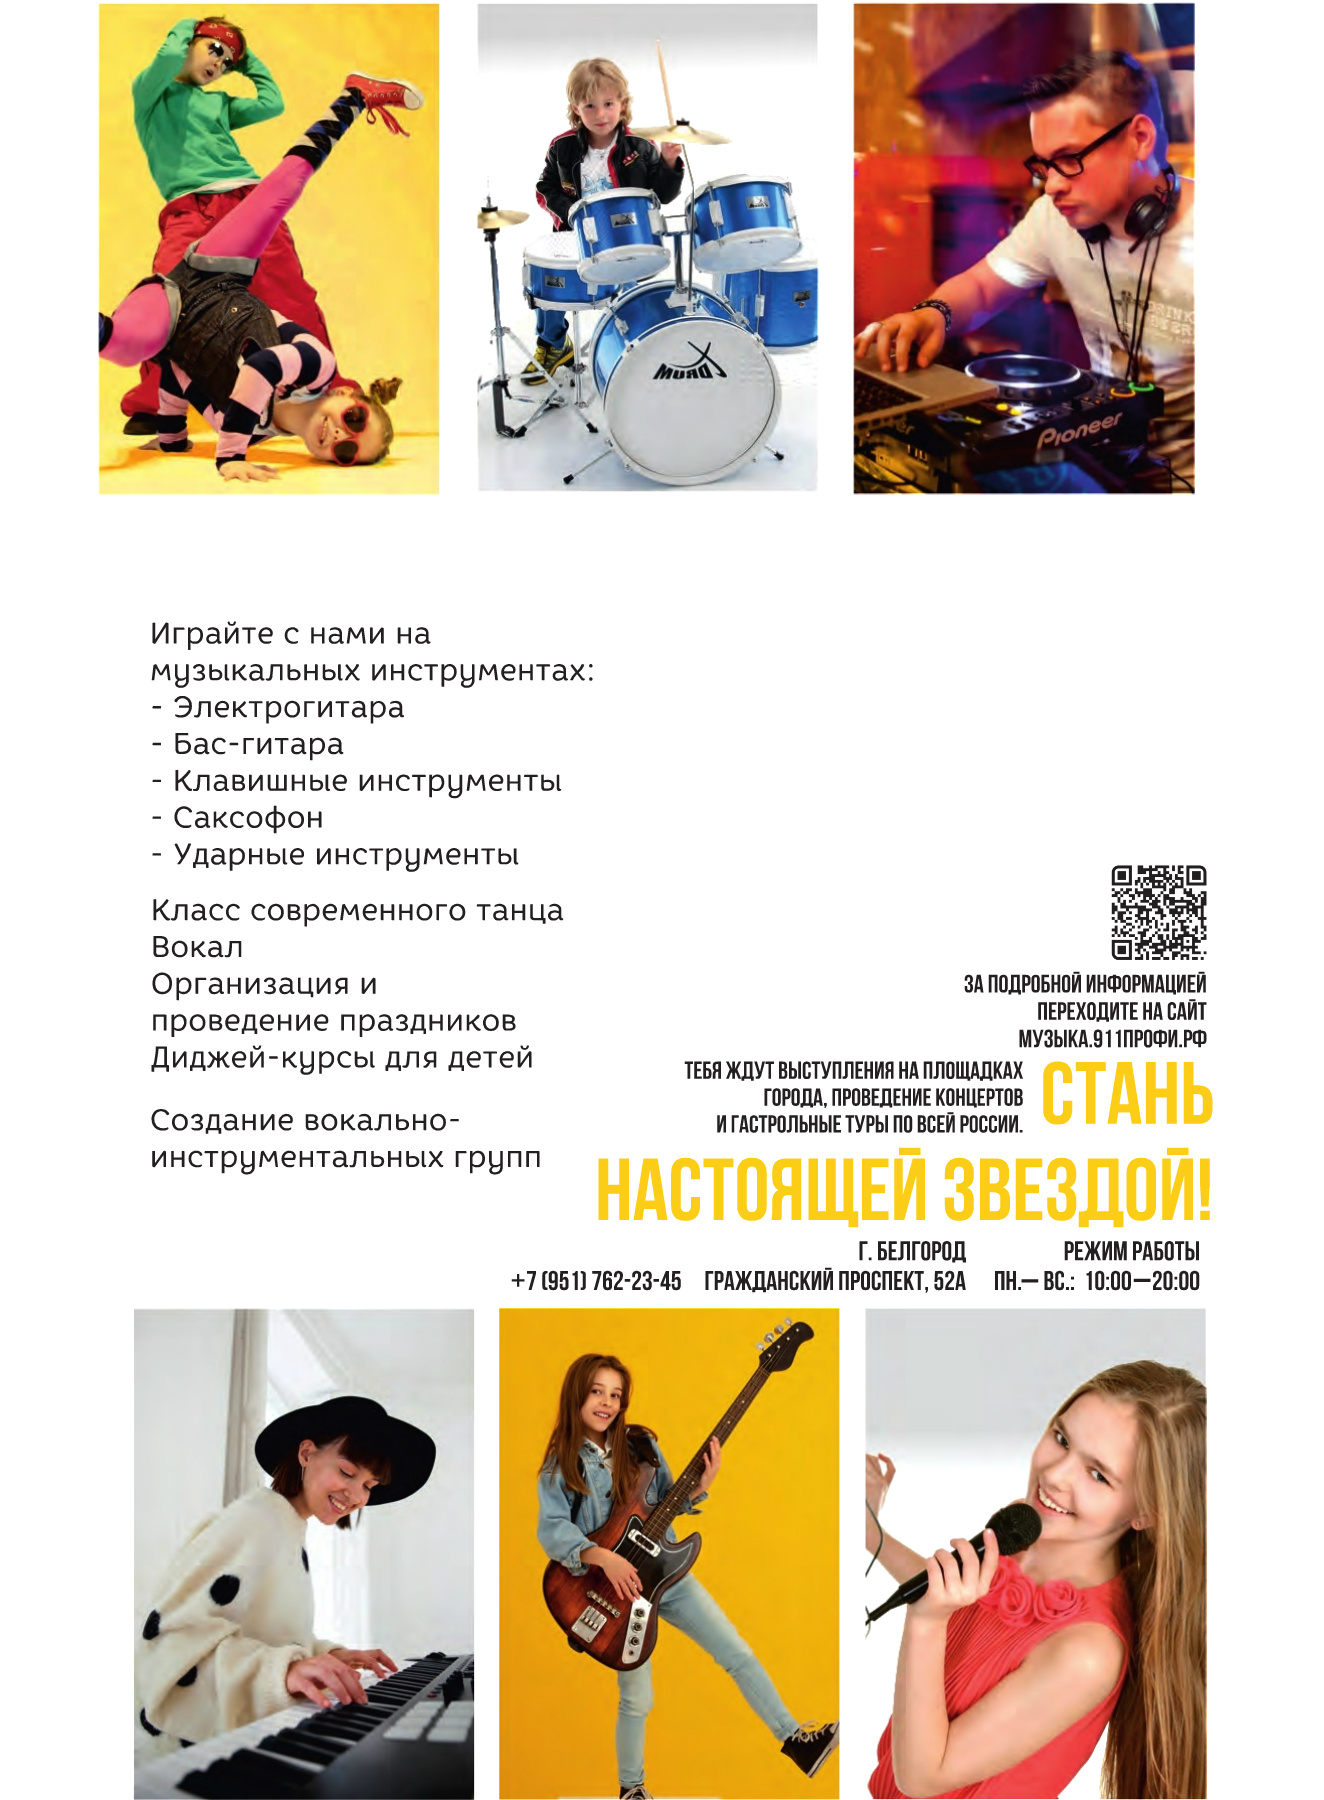 XDRUM
Pioneer
Играйте с нами на
музыкальных инструментах:
- Электрогитара
- Бас-гитара
- Клавишные инструменты
- Саксофон
- Ударные инструменты
Класс современного танца
Вокал
Организация и
проведение праздников
Диджей-курсы для детей
Создание вокально-
инструментальных групп
ЗА ПОДРОБНОЙ ИНФОРМАЦИЕЙ
ПЕРЕХОДИТЕ НА САЙТ
МУЗЫКА.911ПРОФИ.РФ
ТЕБЯ ЖДУТ ВЫСТУПЛЕНИЯ НА ПЛОЩАДКАХ
ГОРОДА, ПРОВЕДЕНИЕ КОНЦЕРТОВ
И ГАСТРОЛЬНЫЕ ТУРЫ ПО ВСЕЙ РОССИИ.
СТАНЬ
НАСТОЯЩЕЙ ЗВЕЗДОЙ!
+7 (951) 762-23-45
Г. БЕЛГОРОД
ГРАЖДАНСКИЙ ПРОСПЕКТ, 52А
РЕЖИМ РАБОТЫ
ПН.— ВС.: 10:00—20:00